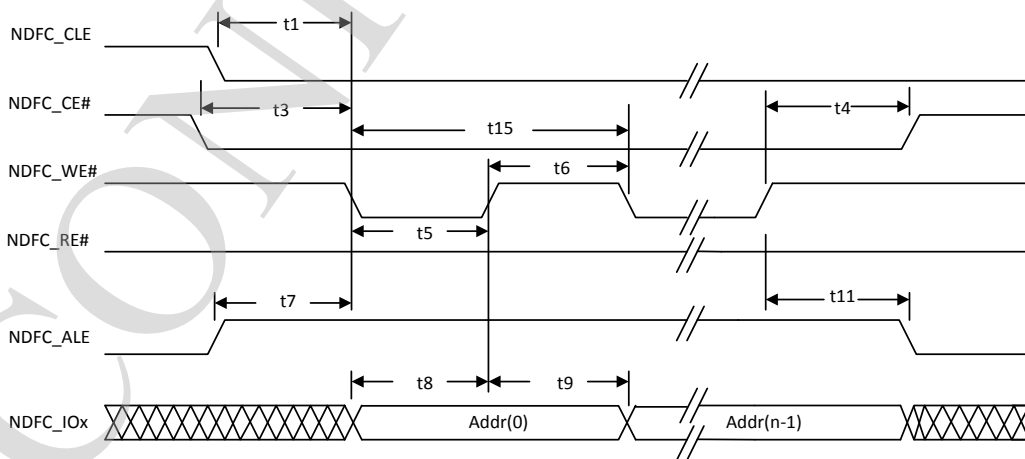 t1
NDFC_CLE
NDFC_CE#
t3
t4
t15
NDFC_WE#
t6
t5
NDFC_RE#
t7
t11
NDFC_ALE
t8
t9
NDFC_IOx
Addr(0)
Addr(n-1)
CON